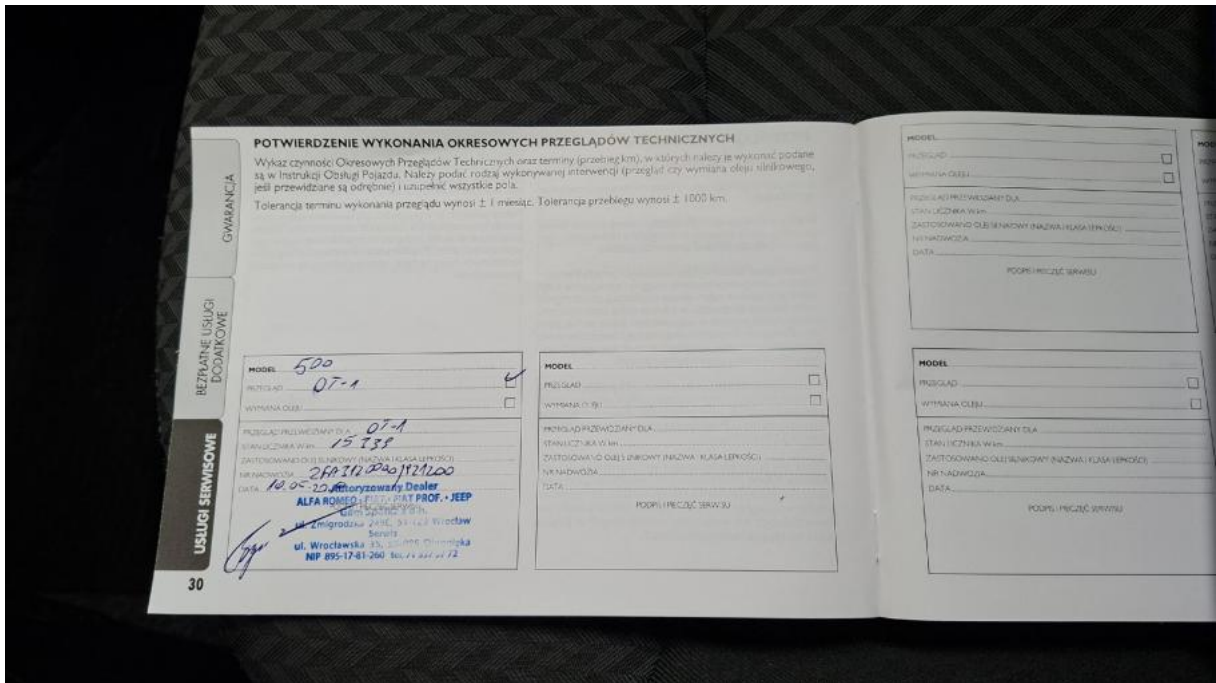 POTWIERDZENIE WYKONANIA OKRESOWYCH PRZEGLĄDÓW TECHNICZNYCH
Wykaz czynności Okresowych Przeglądów Technicznych oraz terminy (przebieg km), w których należy je wykonać podane
są w Instrukcji Obsługi Pojazdu. Należy podać rodzaj wykonywanej interwencji (przegląd czy wymiana oleju silnikowego,
jeśli przewidziane są odrębnie) i uzupełnić wszystkie pola.
Tolerancja terminu wykonania przeglądu wynosi ± 1 miesiąc. Tolerancja przebiegu wynosi ± 1000 km.
GWARANCJA
BEZPŁATNE USŁUGI
DODATKOWE
USŁUGI SERWISOWE
MODEL 500
PRZEGLĄD OT-1
WYMIANA OLEJU
PRZEGLĄD PRZEWIDZIANY DLA OT-1
STAN LICZNIKA W km
ZASTOSOWANO OLEJ SILNIKOWY (NAZWA I KLASA LEPKOŚCI)
NR NADWOZIA
DATA
Autoryzowany Dealer
ALFA ROMEO • FIAT • FIAT PROF. • JEEP
ul. Żmigrodzka Wrocław
Serwis
ul. Wrocławska
NIP 895-17-81-260
30
MODEL
PRZEGLĄD
WYMIANA OLEJU
PRZEGLĄD PRZEWIDZIANY DLA
STAN LICZNIKA W km
ZASTOSOWANO OLEJ SILNIKOWY (NAZWA I KLASA LEPKOŚCI)
NR NADWOZIA
DATA
PODPIS I PIECZĘĆ SERWISU
MODEL
PRZEGLĄD
WYMIANA OLEJU
PRZEGLĄD PRZEWIDZIANY DLA
STAN LICZNIKA W km
ZASTOSOWANO OLEJ SILNIKOWY (NAZWA I KLASA LEPKOŚCI)
NR NADWOZIA
DATA
PODPIS I PIECZĘĆ SERWISU
MODEL
PRZEGLĄD
WYMIANA OLEJU
PRZEGLĄD PRZEWIDZIANY DLA
STAN LICZNIKA W km
ZASTOSOWANO OLEJ SILNIKOWY (NAZWA I KLASA LEPKOŚCI)
NR NADWOZIA
DATA
PODPIS I PIECZĘĆ SERWISU